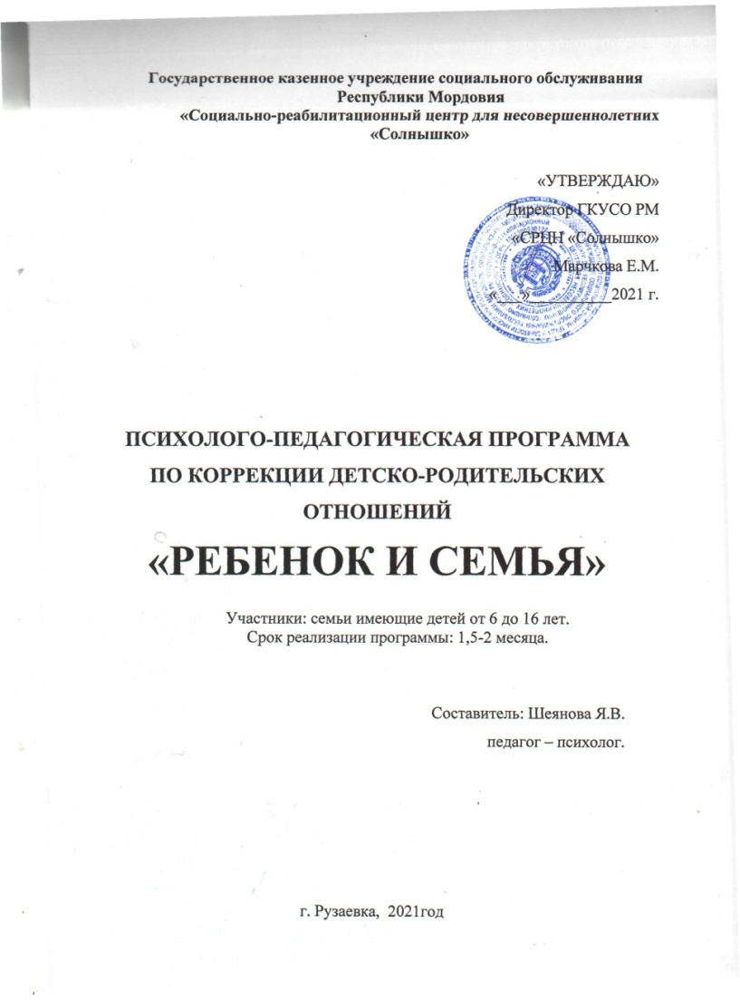 Государственное казенное учреждение социального обслуживания
Республики Мордовия
«Социально-реабилитационный центр для несовершеннолетних
«Солнышко»
«УТВЕРЖДАЮ»
Директор ГКУСО РМ
«СРЦН «Солнышко»
Марчкова Е.М.
«___»__________2021 г.
ПСИХОЛОГО-ПЕДАГОГИЧЕСКАЯ ПРОГРАММА
ПО КОРРЕКЦИИ ДЕТСКО-РОДИТЕЛЬСКИХ
ОТНОШЕНИЙ
«РЕБЕНОК И СЕМЬЯ»
Участники: семьи имеющие детей от 6 до 16 лет.
Срок реализации программы: 1,5-2 месяца.
Составитель: Шеянова Я.В.
педагог – психолог.
г. Рузаевка, 2021год